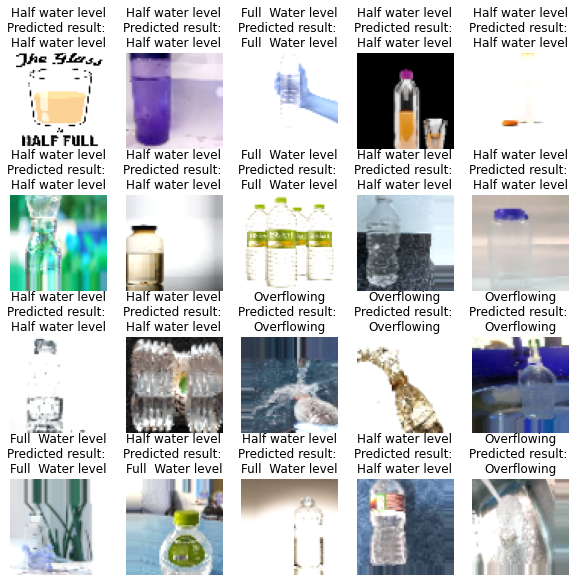 Half water level Half water level Full  Water level Half water level Half water level
Predicted result: Predicted result: Predicted result: Predicted result: Predicted result:
Half water level Half water level Full  Water level Half water level Half water level
The Glass
is
HALF FULL
Half water level Half water level Full  Water level Half water level Half water level
Predicted result: Predicted result: Predicted result: Predicted result: Predicted result:
Half water level Half water level Full  Water level Half water level Half water level
Half water level Half water level Overflowing Overflowing Overflowing
Predicted result: Predicted result: Predicted result: Predicted result: Predicted result:
Half water level Half water level Overflowing Overflowing Overflowing
Full  Water level Half water level Half water level Half water level Overflowing
Predicted result: Predicted result: Predicted result: Predicted result: Predicted result:
Full  Water level Full  Water level Full  Water level Half water level Overflowing